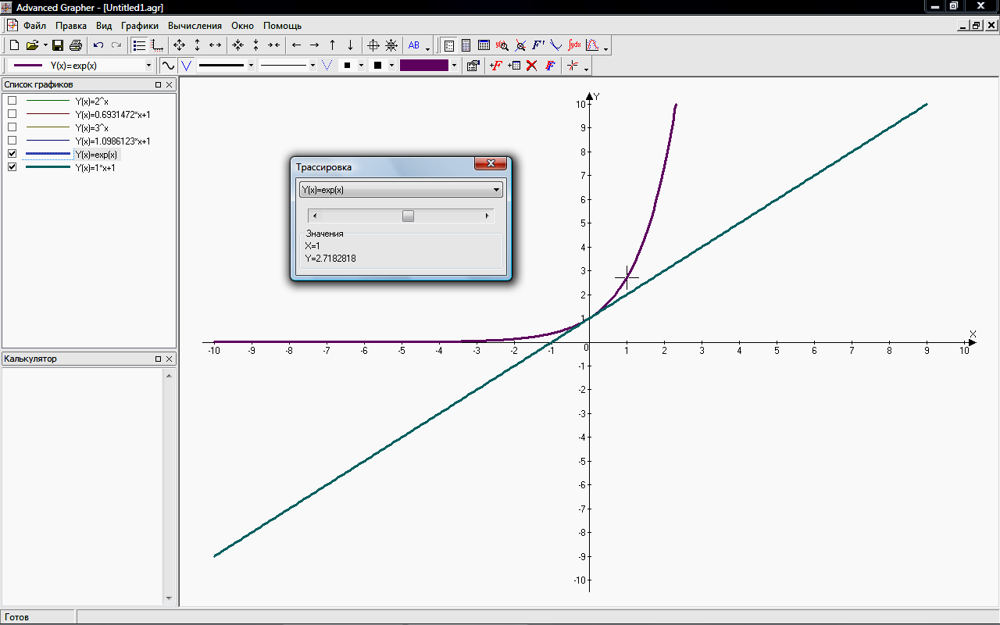 Advanced Grapher - [Untitled1.agr]
Файл Правка Вид Графики Вычисления Окно Помощь
AB F' ∫ydx
Y(x)=exp(x)
Список графиков
Y(x)=2^x
Y(x)=0.6931472*x+1
Y(x)=3^x
Y(x)=1.0986123*x+1
Y(x)=exp(x)
Y(x)=1*x+1
Калькулятор
Трассировка
Y(x)=exp(x)
Значения
X=1
Y=2.7182818
Y
10
9
8
7
6
5
4
3
2
1
X
-10 -9 -8 -7 -6 -5 -4 -3 -2 -1 0 1 2 3 4 5 6 7 8 9 10
-1
-2
-3
-4
-5
-6
-7
-8
-9
-10
Готов